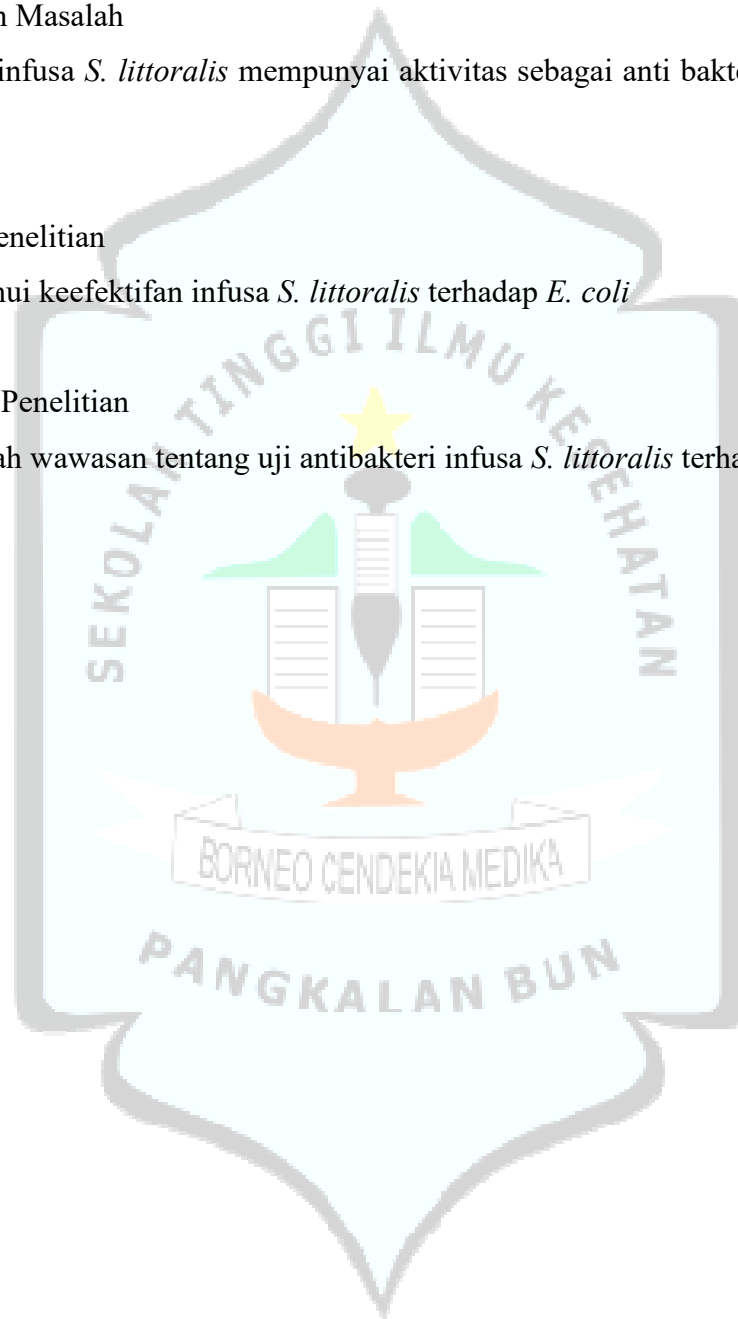 n Masalah
infusa S. littoralis mempunyai aktivitas sebagai anti bakte
enelitian
hui keefektifan infusa S. littoralis terhadap E. coli
Penelitian
ah wawasan tentang uji antibakteri infusa S. littoralis terha
SEKOLAH TINGGI ILMU KESEHATAN
BORNEO CENDEKIA MEDIKA
PANGKALAN BUN